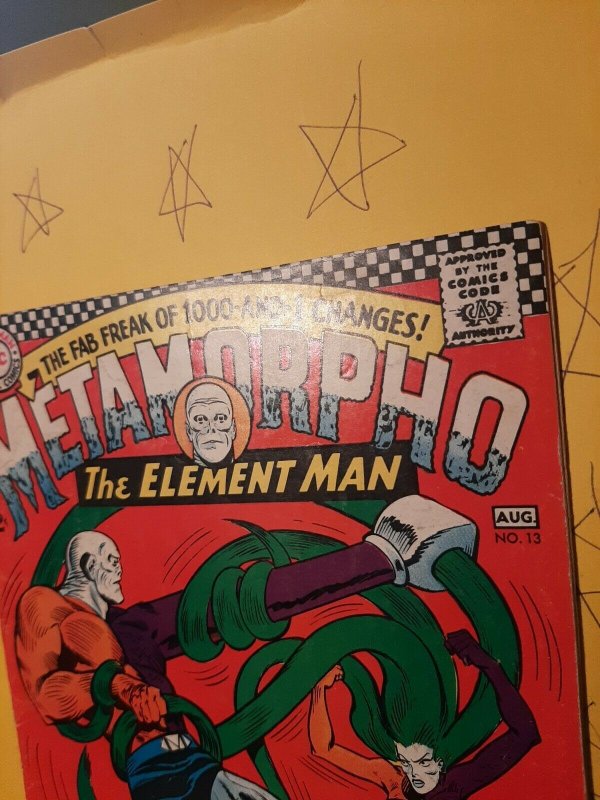 THE FAB FREAK OF 1000-AND-1 CHANGES!
APPROVED
BY THE
COMICS
CODE
AUTHORITY
METAMORPHO
The ELEMENT MAN
AUG.
NO. 13
M